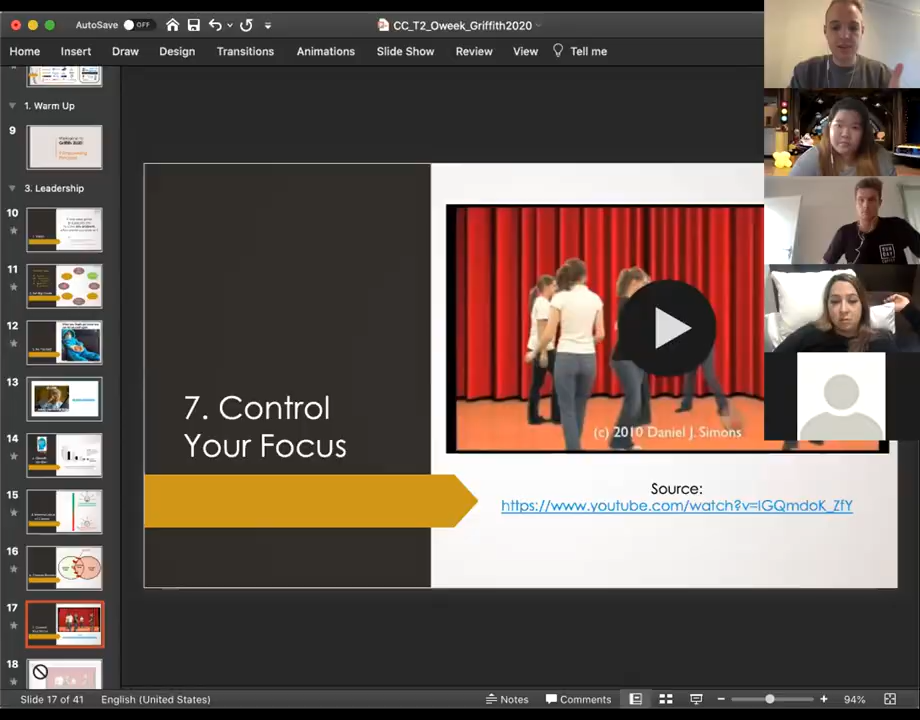 AutoSave OFF
CC_T2_Oweek_Griffith2020
Home Insert Draw Design Transitions Animations Slide Show Review View Tell me
1. Warm Up
9
3. Leadership
10
11
12
13
14
15
16
17
18
7. Control
Your Focus
(c) 2010 Daniel J. Simons
Source:
https://www.youtube.com/watch?v=IGQmdoK_ZfY
SUN
DAY
Slide 17 of 41 English (United States) Notes Comments 94%